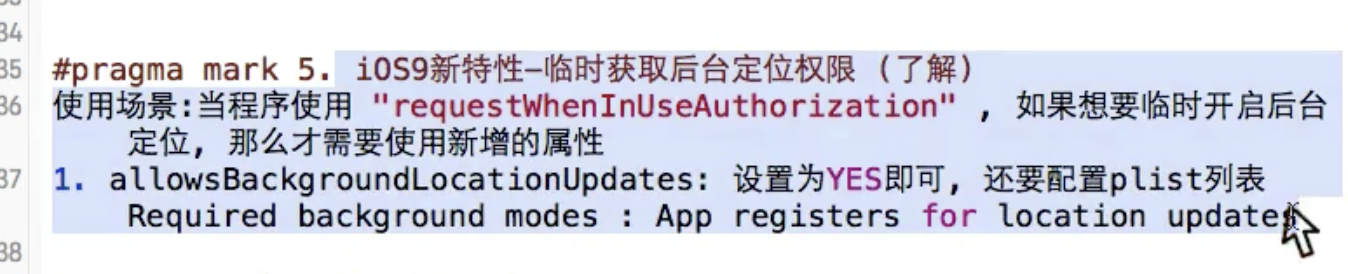 34
35 #pragma mark 5. iOS9新特性-临时获取后台定位权限 (了解)
36 使用场景:当程序使用 "requestWhenInUseAuthorization" , 如果想要临时开启后台
定位, 那么才需要使用新增的属性
37 1. allowsBackgroundLocationUpdates: 设置为YES即可, 还要配置plist列表
Required background modes : App registers for location updates
38